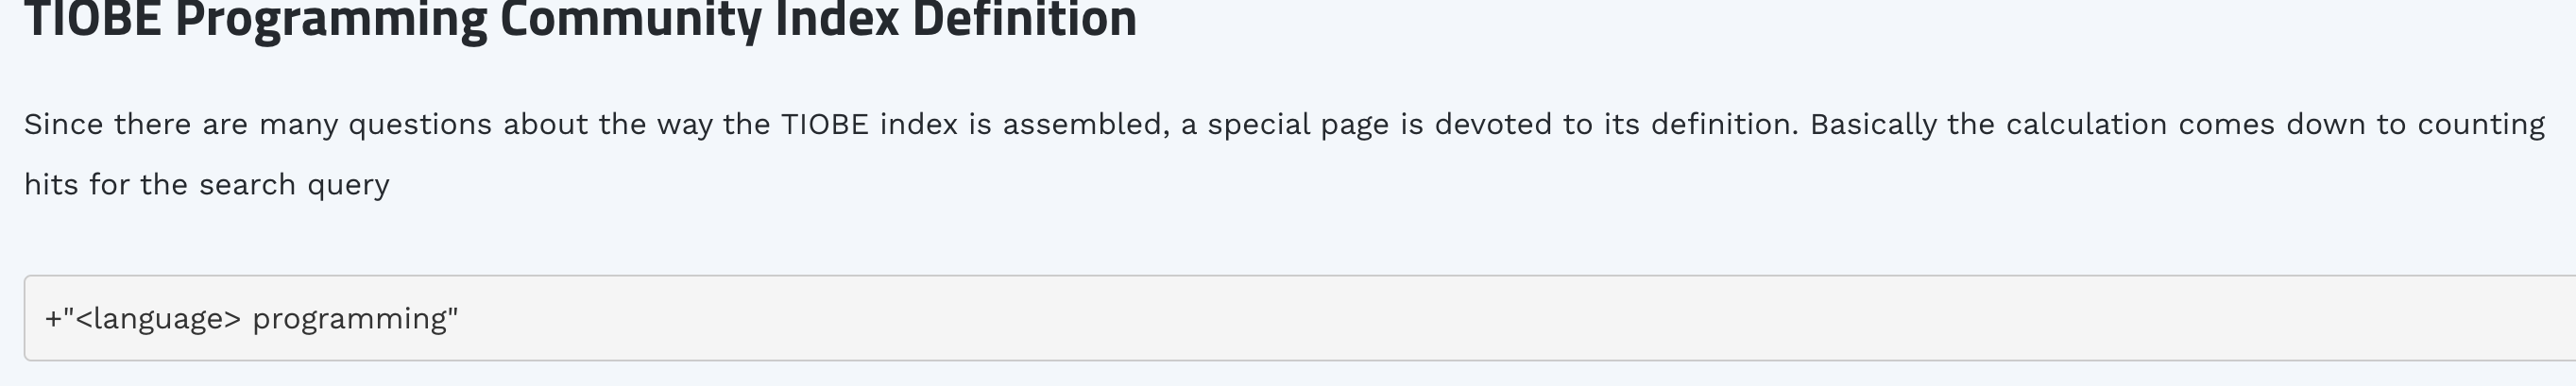 TIOBE Programming Community Index Definition
Since there are many questions about the way the TIOBE index is assembled, a special page is devoted to its definition. Basically the calculation comes down to counting
hits for the search query
+"<language> programming"